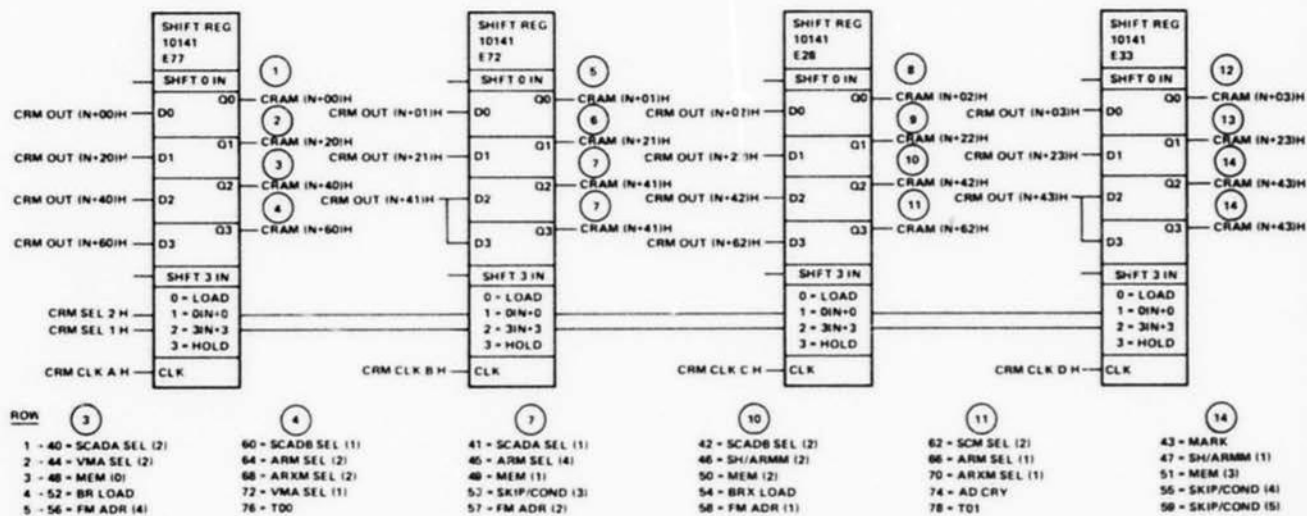 SHIFT REG
10141
E77
SHFT 0 IN
CRM OUT (N+00)H
D0
Q0
1
CRAM (N+00)H
CRM OUT (N+20)H
D1
Q1
2
CRAM (N+20)H
CRM OUT (N+40)H
D2
Q2
3
CRAM (N+40)H
CRM OUT (N+60)H
D3
Q3
4
CRAM (N+60)H
SHFT 3 IN
CRM SEL 2 H
CRM SEL 1 H
0 = LOAD
1 = 0IN+0
2 = 3IN+3
3 = HOLD
CRM CLK A H
CLK
SHIFT REG
10141
E72
SHFT 0 IN
CRM OUT (N+01)H
D0
Q0
5
CRAM (N+01)H
CRM OUT (N+21)H
D1
Q1
6
CRAM (N+21)H
CRM OUT (N+41)H
D2
Q2
7
CRAM (N+41)H
D3
Q3
7
CRAM (N+41)H
SHFT 3 IN
0 = LOAD
1 = 0IN+0
2 = 3IN+3
3 = HOLD
CRM CLK B H
CLK
SHIFT REG
10141
E28
SHFT 0 IN
CRM OUT
D0
Q0
8
CRAM (N+02)H
CRM OUT
D1
Q1
9
CRAM (N+22)H
CRM OUT (N+42)H
D2
Q2
10
CRAM (N+42)H
CRM OUT (N+62)H
D3
Q3
11
CRAM (N+62)H
SHFT 3 IN
0 = LOAD
1 = 0IN+0
2 = 3IN+3
3 = HOLD
CRM CLK C H
CLK
SHIFT REG
10141
E33
SHFT 0 IN
CRM OUT (N+03)H
D0
Q0
12
CRAM (N+03)H
CRM OUT (N+23)H
D1
Q1
13
CRAM (N+23)H
CRM OUT (N+43)H
D2
Q2
14
CRAM (N+43)H
D3
Q3
14
CRAM (N+43)H
SHFT 3 IN
0 = LOAD
1 = 0IN+0
2 = 3IN+3
3 = HOLD
CRM CLK D H
CLK
ROW 3 4 7 10 11 14
1 - 40 = SCADA SEL (2) 60 = SCADB SEL (1) 41 = SCADA SEL (1) 42 = SCADB SEL (2) 62 = SCM SEL (2) 43 = MARK
2 - 44 = VMA SEL (2) 64 = ARM SEL (2) 45 = ARM SEL (4) 46 = SH/ARMM (2) 66 = ARM SEL (1) 47 = SH/ARMM (1)
3 - 48 = MEM (0) 68 = ARXM SEL (2) 49 = MEM (1) 50 = MEM (2) 70 = ARXM SEL (1) 51 = MEM (3)
4 - 52 = BR LOAD 72 = VMA SEL (1) 53 = SKIP/COND (3) 54 = BRX LOAD 74 = AD CRY 55 = SKIP/COND (4)
5 - 56 = FM ADR (4) 76 = T00 57 = FM ADR (2) 58 = FM ADR (1) 78 = T01 59 = SKIP/COND (5)